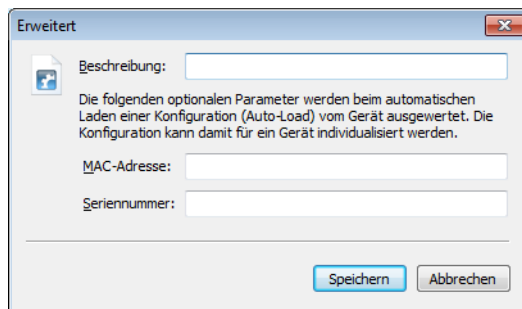 Erweitert
Beschreibung:
Die folgenden optionalen Parameter werden beim automatischen
Laden einer Konfiguration (Auto-Load) vom Gerät ausgewertet. Die
Konfiguration kann damit für ein Gerät individualisiert werden.
MAC-Adresse:
Seriennummer:
Speichern Abbrechen